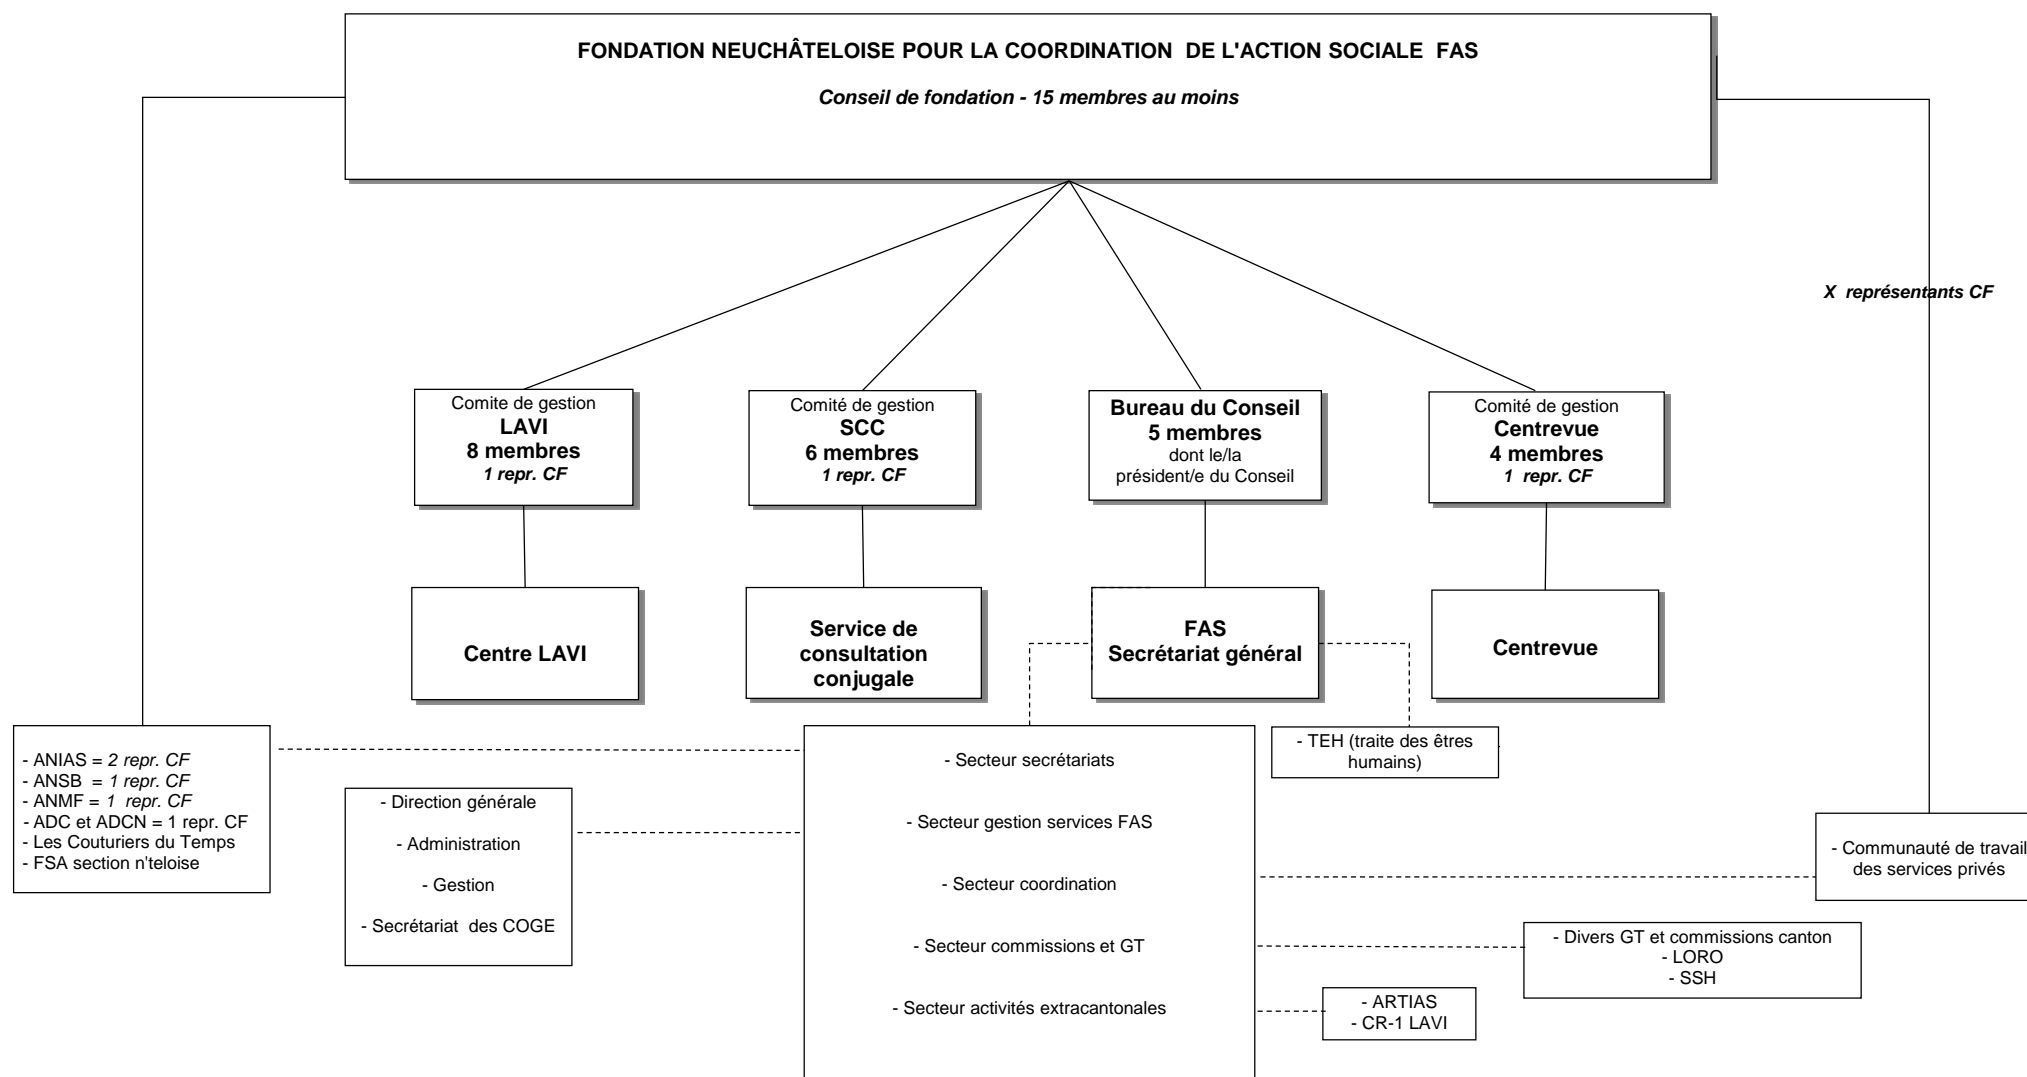 FONDATION NEUCHÂTELOISE POUR LA COORDINATION DE L'ACTION SOCIALE FAS
Conseil de fondation - 15 membres au moins
X représentants CF
Comite de gestion
LAVI
8 membres
1 repr. CF
Comité de gestion
SCC
6 membres
1 repr. CF
Bureau du Conseil
5 membres
dont le/la
président/e du Conseil
Comité de gestion
Centrevue
4 membres
1 repr. CF
Centre LAVI
Service de
consultation
conjugale
FAS
Secrétariat général
Centrevue
- ANIAS = 2 repr. CF
- ANSB = 1 repr. CF
- ANMF = 1 repr. CF
- ADC et ADCN = 1 repr. CF
- Les Couturiers du Temps
- FSA section n'teloise
- Direction générale
- Administration
- Gestion
- Secrétariat des COGE
- Secteur secrétariats
- Secteur gestion services FAS
- Secteur coordination
- Secteur commissions et GT
- Secteur activités extracantonales
- TEH (traite des êtres
humains)
- Communauté de travail
des services privés
- Divers GT et commissions canton
- LORO
- SSH
- ARTIAS
- CR-1 LAVI